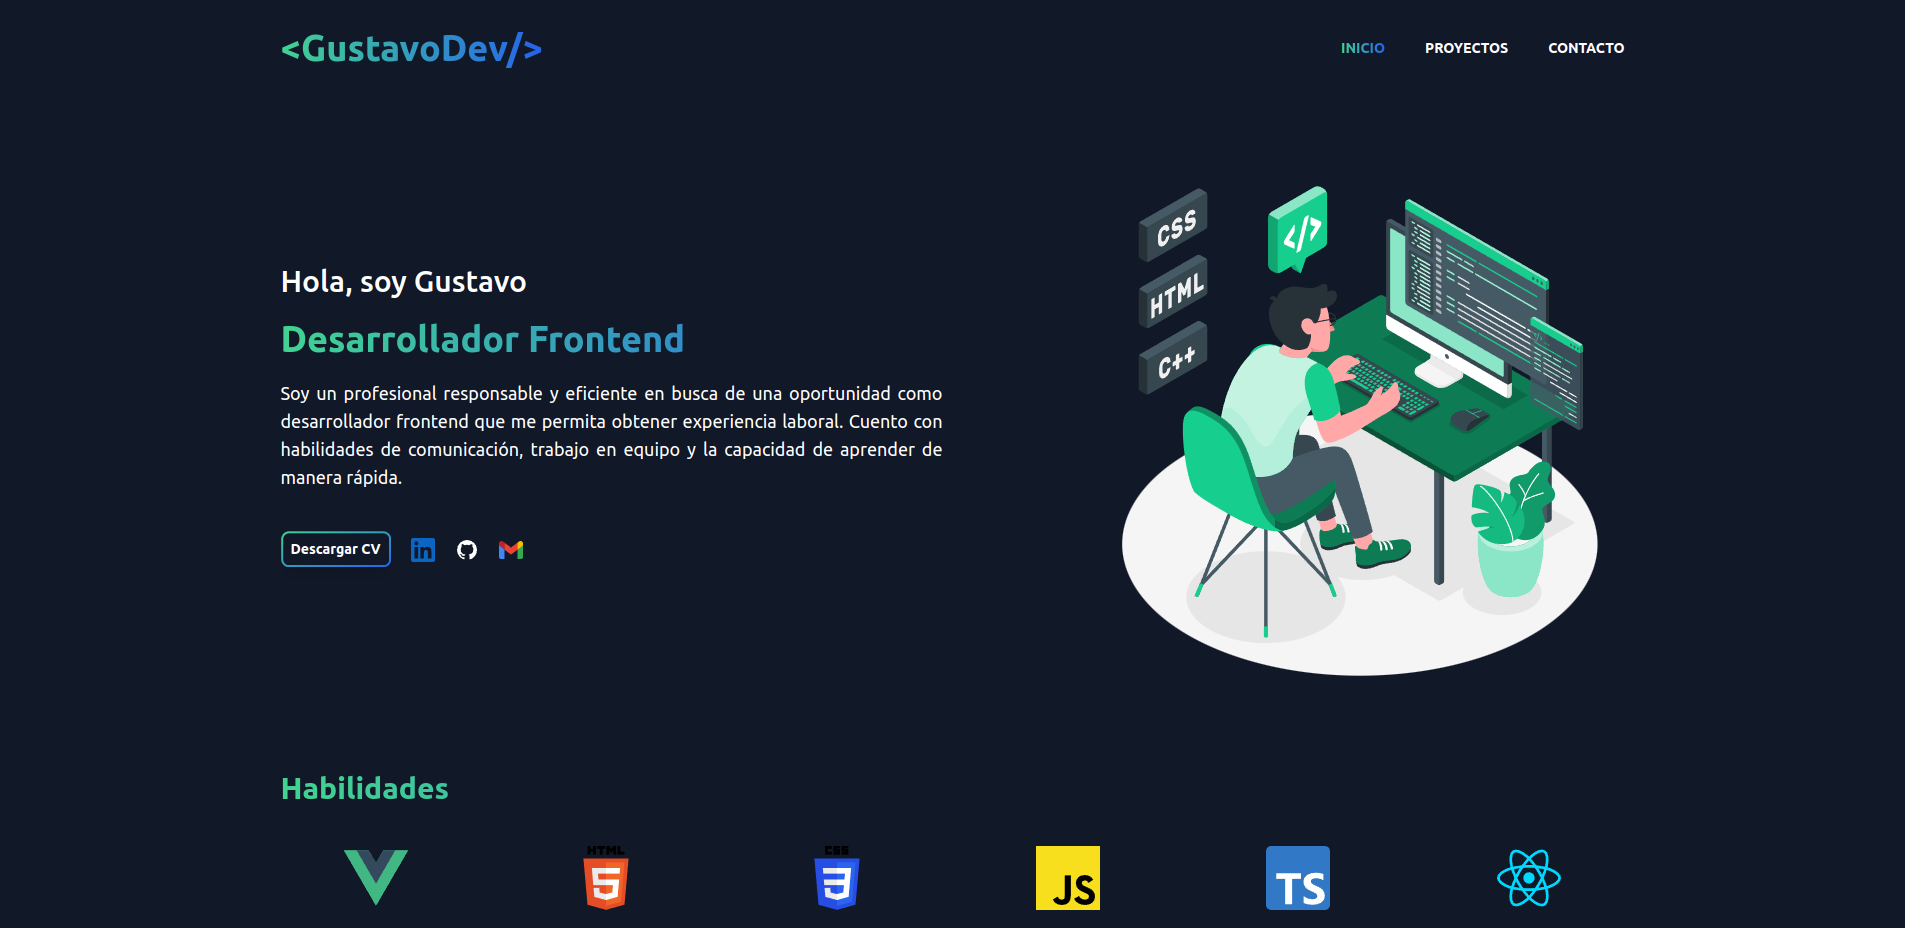 <GustavoDev/>
INICIO PROYECTOS CONTACTO
Hola, soy Gustavo
Desarrollador Frontend
Soy un profesional responsable y eficiente en busca de una oportunidad como
desarrollador frontend que me permita obtener experiencia laboral. Cuento con
habilidades de comunicación, trabajo en equipo y la capacidad de aprender de
manera rápida.
Descargar CV
in
CSS
</>
HTML
C++
Habilidades
HTML
5
CSS
3
JS
TS